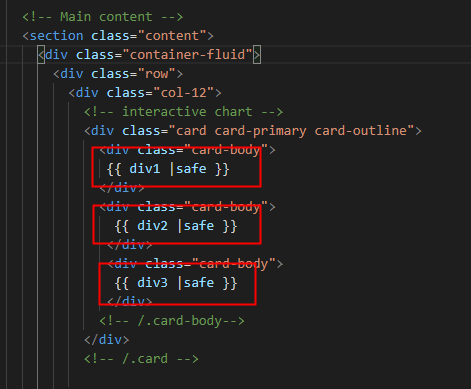 <!-- Main content -->
<section class="content">
<div class="container-fluid">
<div class="row">
<div class="col-12">
<!-- interactive chart -->
<div class="card card-primary card-outline">
<div class="card-body">
{{ div1 |safe }}
</div>
<div class="card-body">
{{ div2 |safe }}
</div>
<div class="card-body">
{{ div3 |safe }}
</div>
<!-- /.card-body-->
</div>
<!-- /.card -->